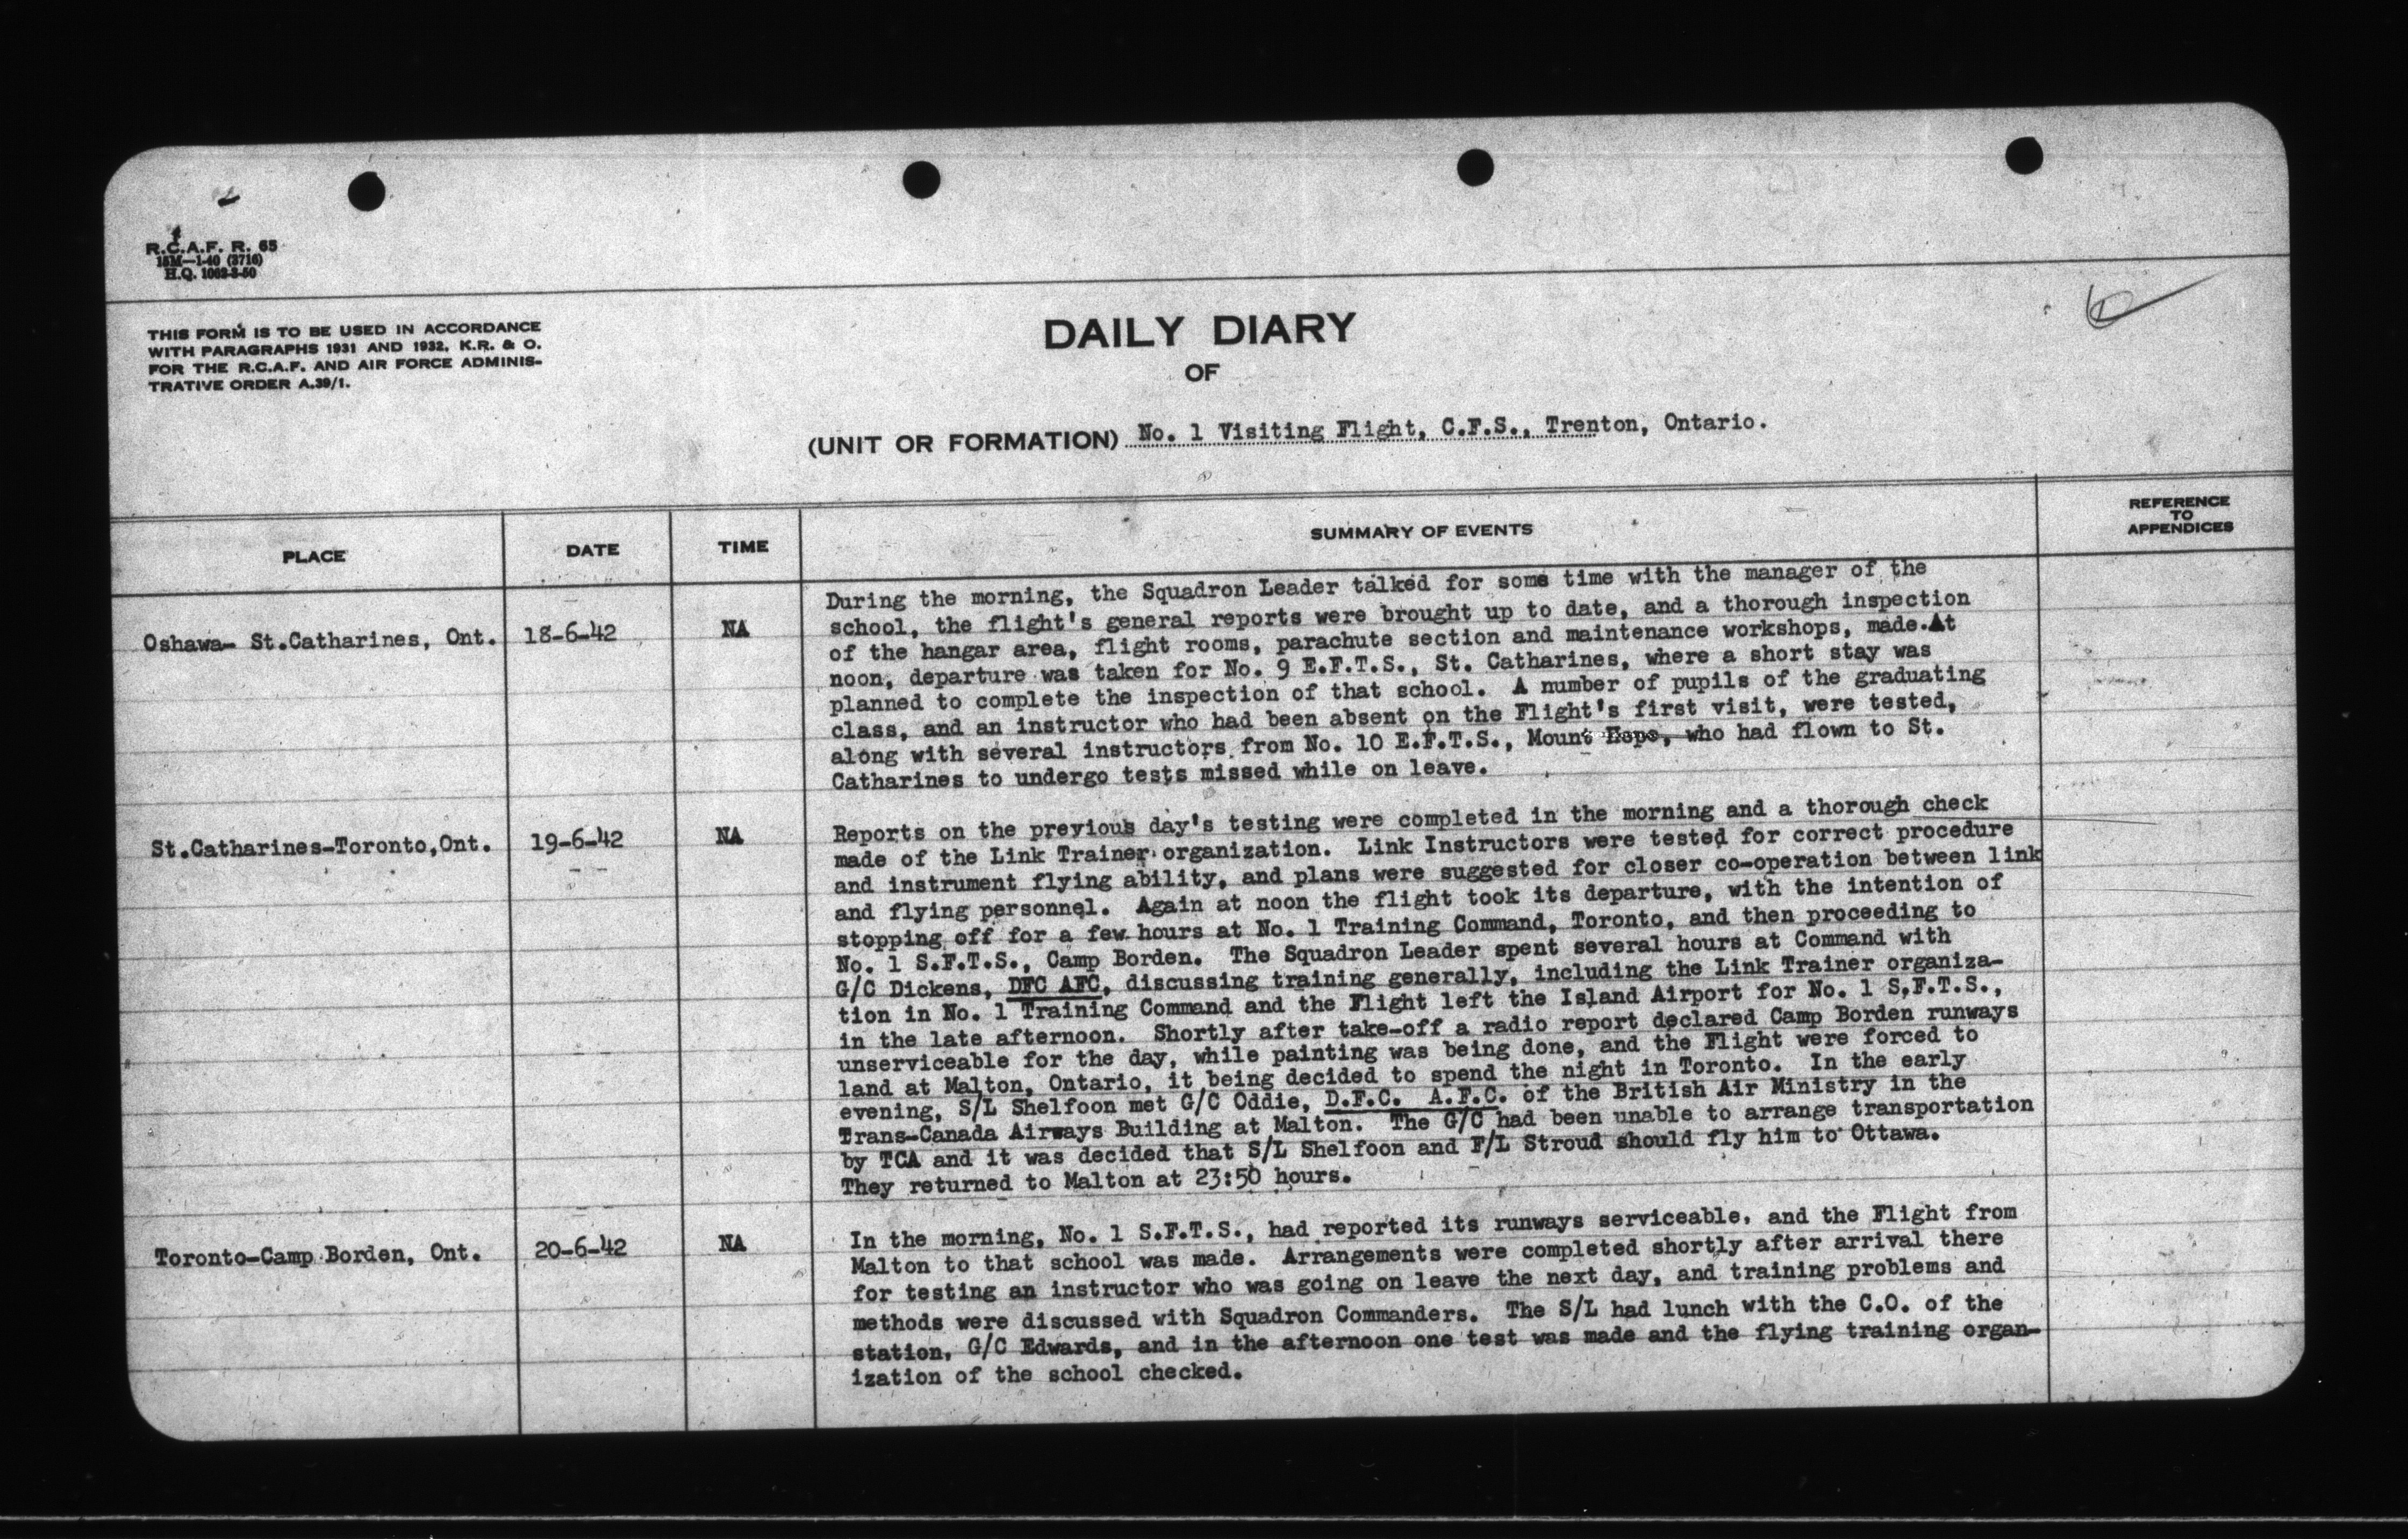 2
R.C.A.F. R. 65
15M—1-40 (3716)
H.Q. 1062-3-50
THIS FORM IS TO BE USED IN ACCORDANCE
WITH PARAGRAPHS 1931 AND 1932, K.R. & O.
FOR THE R.C.A.F. AND AIR FORCE ADMINIS-
TRATIVE ORDER A.39/1.
DAILY DIARY
OF
(UNIT OR FORMATION) No. 1 Visiting Flight, C.F.S., Trenton, Ontario.
PLACE DATE TIME SUMMARY OF EVENTS REFERENCE TO APPENDICES
Oshawa- St.Catharines, Ont. 18-6-42 NA
During the morning, the Squadron Leader talked for some time with the manager of the
school, the flight's general reports were brought up to date, and a thorough inspection
of the hangar area, flight rooms, parachute section and maintenance workshops, made.At
noon, departure was taken for No. 9 E.F.T.S., St. Catharines, where a short stay was
planned to complete the inspection of that school. A number of pupils of the graduating
class, and an instructor who had been absent on the Flight's first visit, were tested,
along with several instructors from No. 10 E.F.T.S., Mount Hope, who had flown to St.
Catharines to undergo tests missed while on leave.
St.Catharines-Toronto,Ont. 19-6-42 NA
Reports on the previous day's testing were completed in the morning and a thorough check
made of the Link Trainer organization. Link Instructors were tested for correct procedure
and instrument flying ability, and plans were suggested for closer co-operation between link
and flying personnel. Again at noon the flight took its departure, with the intention of
stopping off for a few hours at No. 1 Training Command, Toronto, and then proceeding to
No. 1 S.F.T.S., Camp Borden. The Squadron Leader spent several hours at Command with
G/C Dickens, DFC AFC, discussing training generally, including the Link Trainer organiza-
tion in No. 1 Training Command and the Flight left the Island Airport for No. 1 S.F.T.S.,
in the late afternoon. Shortly after take-off a radio report declared Camp Borden runways
unserviceable for the day, while painting was being done, and the Flight were forced to
land at Malton, Ontario, it being decided to spend the night in Toronto. In the early
evening, S/L Shelfoon met G/C Oddie, D.F.C. A.F.C. of the British Air Ministry in the
Trans-Canada Airways Building at Malton. The G/C had been unable to arrange transportation
by TCA and it was decided that S/L Shelfoon and F/L Stroud should fly him to Ottawa.
They returned to Malton at 23:50 hours.
Toronto-Camp Borden, Ont. 20-6-42 NA
In the morning, No. 1 S.F.T.S., had reported its runways serviceable, and the Flight from
Malton to that school was made. Arrangements were completed shortly after arrival there
for testing an instructor who was going on leave the next day, and training problems and
methods were discussed with Squadron Commanders. The S/L had lunch with the C.O. of the
station, G/C Edwards, and in the afternoon one test was made and the flying training organ-
ization of the school checked.